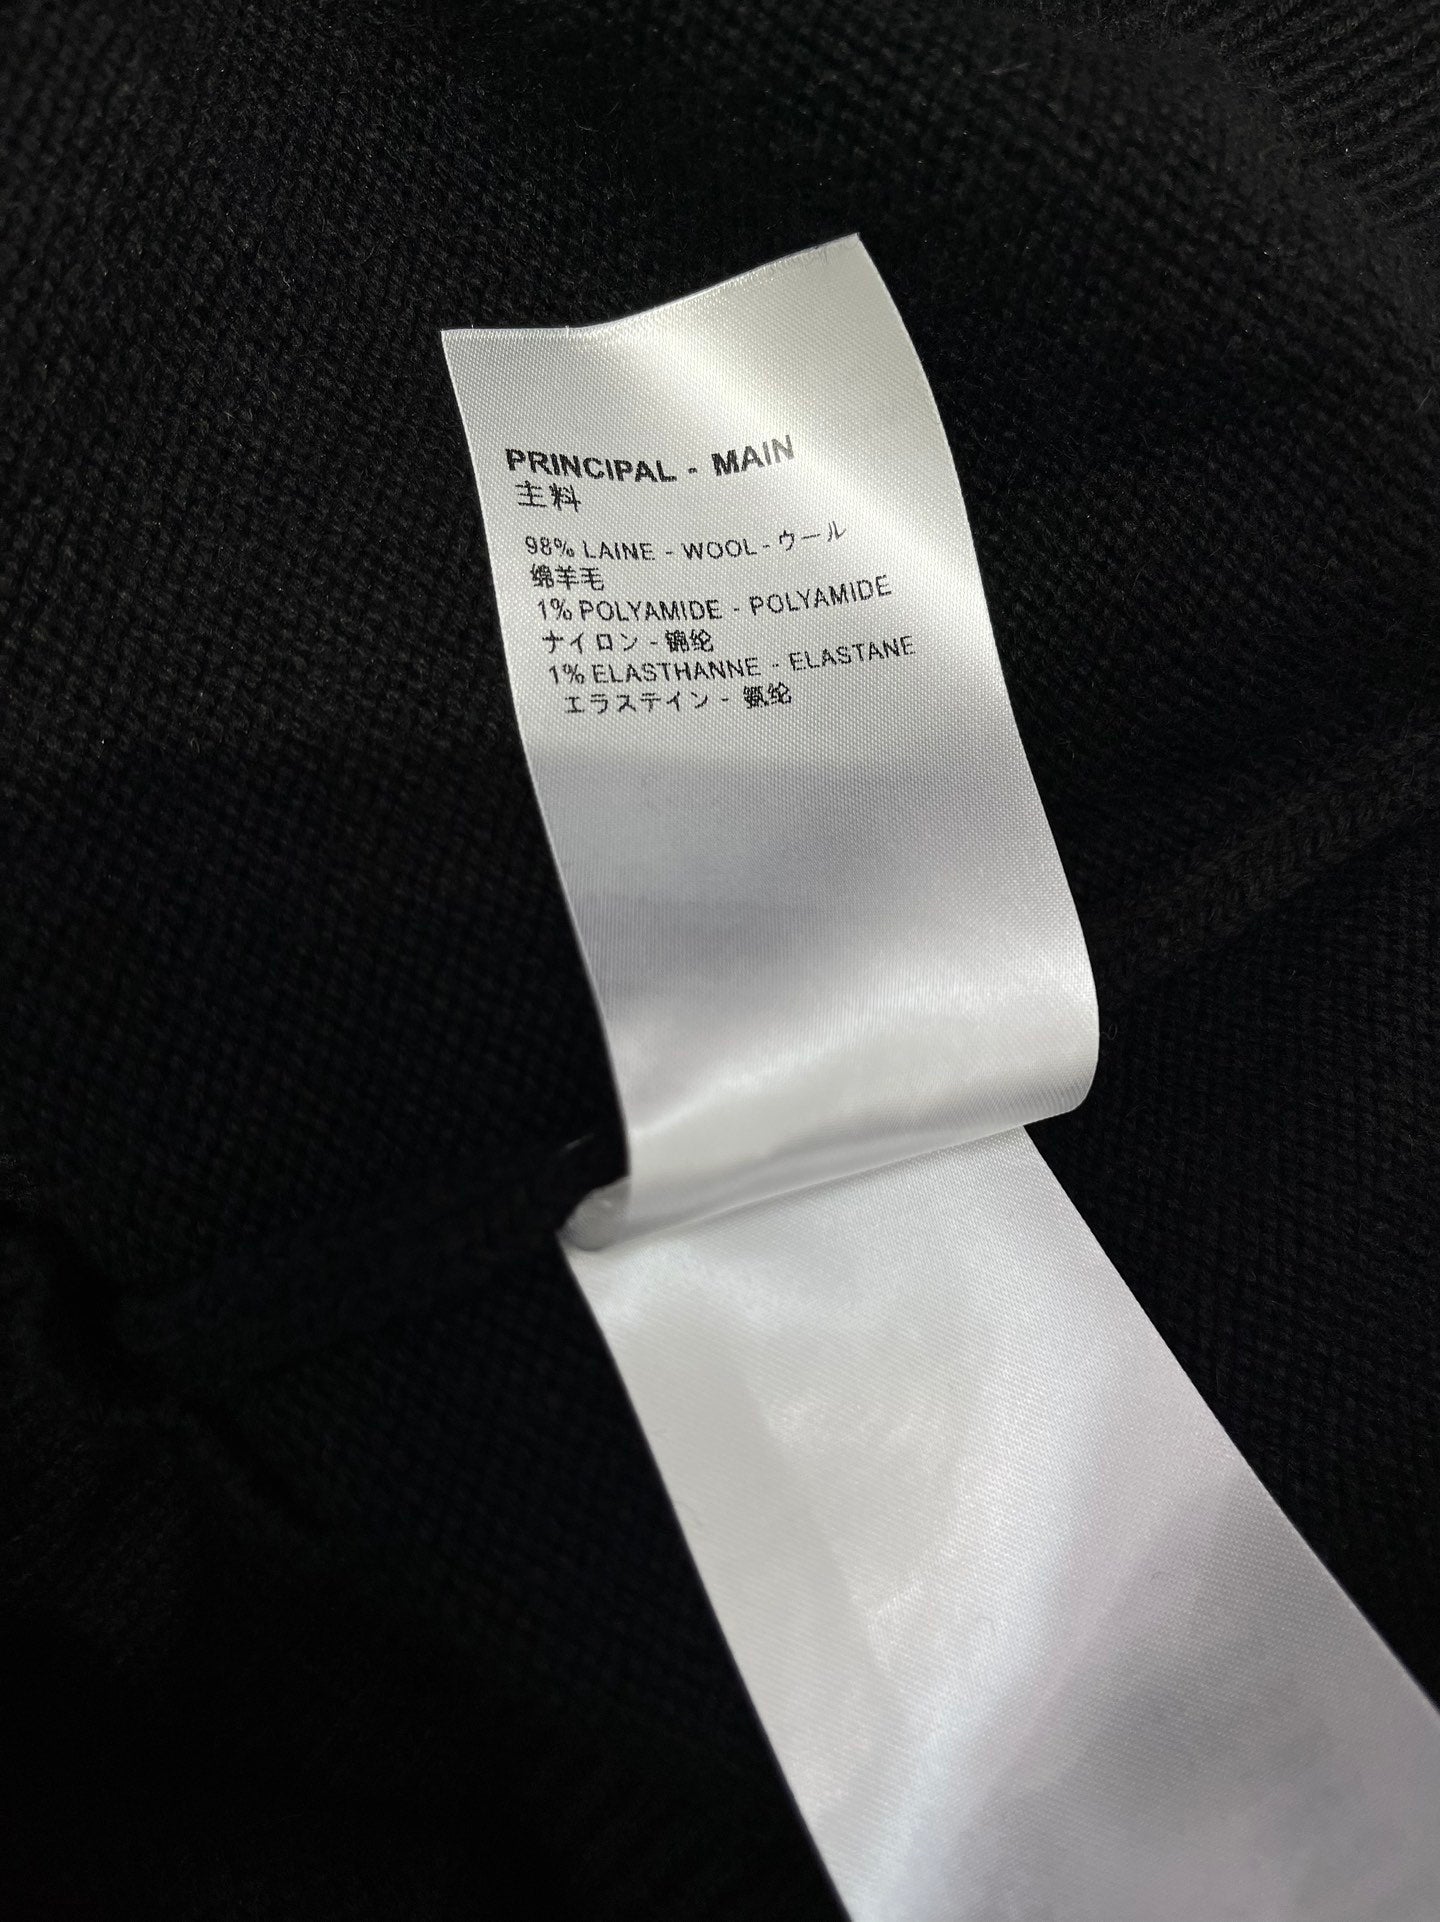 PRINCIPAL - MAIN
主料
98% LAINE - WOOL - ウール
绵羊毛
1% POLYAMIDE - POLYAMIDE
ナイロン - 锦纶
1% ELASTHANNE - ELASTANE
エラステイン - 氨纶